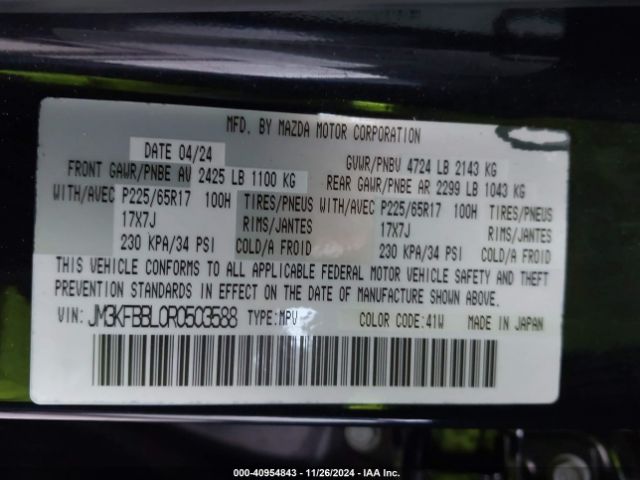 MFD. BY MAZDA MOTOR CORPORATION
DATE 04/24 GVWR/PNBV 4724 LB 2143 KG
FRONT GAWR/PNBE AV 2425 LB 1100 KG REAR GAWR/PNBE AR 2299 LB 1043 KG
WITH/AVEC P225/65R17 100H TIRES/PNEUS WITH/AVEC P225/65R17 100H TIRES/PNEUS
17X7J RIMS/JANTES 17X7J RIMS/JANTES
230 KPA/34 PSI COLD/A FROID 230 KPA/34 PSI COLD/A FROID
THIS VEHICLE CONFORMS TO ALL APPLICABLE FEDERAL MOTOR VEHICLE SAFETY AND THEFT
PREVENTION STANDARDS IN EFFECT ON THE DATE OF MANUFACTURE SHOWN ABOVE.
VIN: JM3KFBBL0R0503588 TYPE:MPV COLOR CODE:41W MADE IN JAPAN
000-40954843 - 11/26/2024 - IAA Inc.